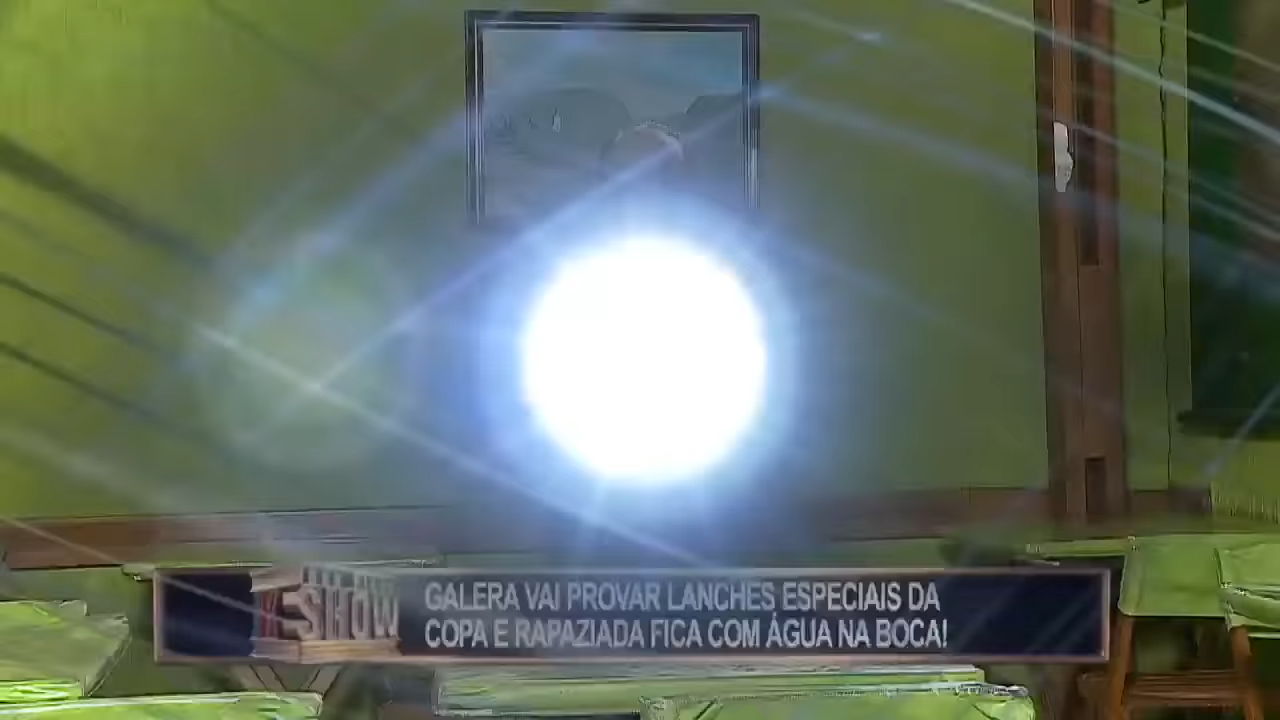 SHOW
GALERA VAI PROVAR LANCHES ESPECIAIS DA
COPA E RAPAZIADA FICA COM ÁGUA NA BOCA!